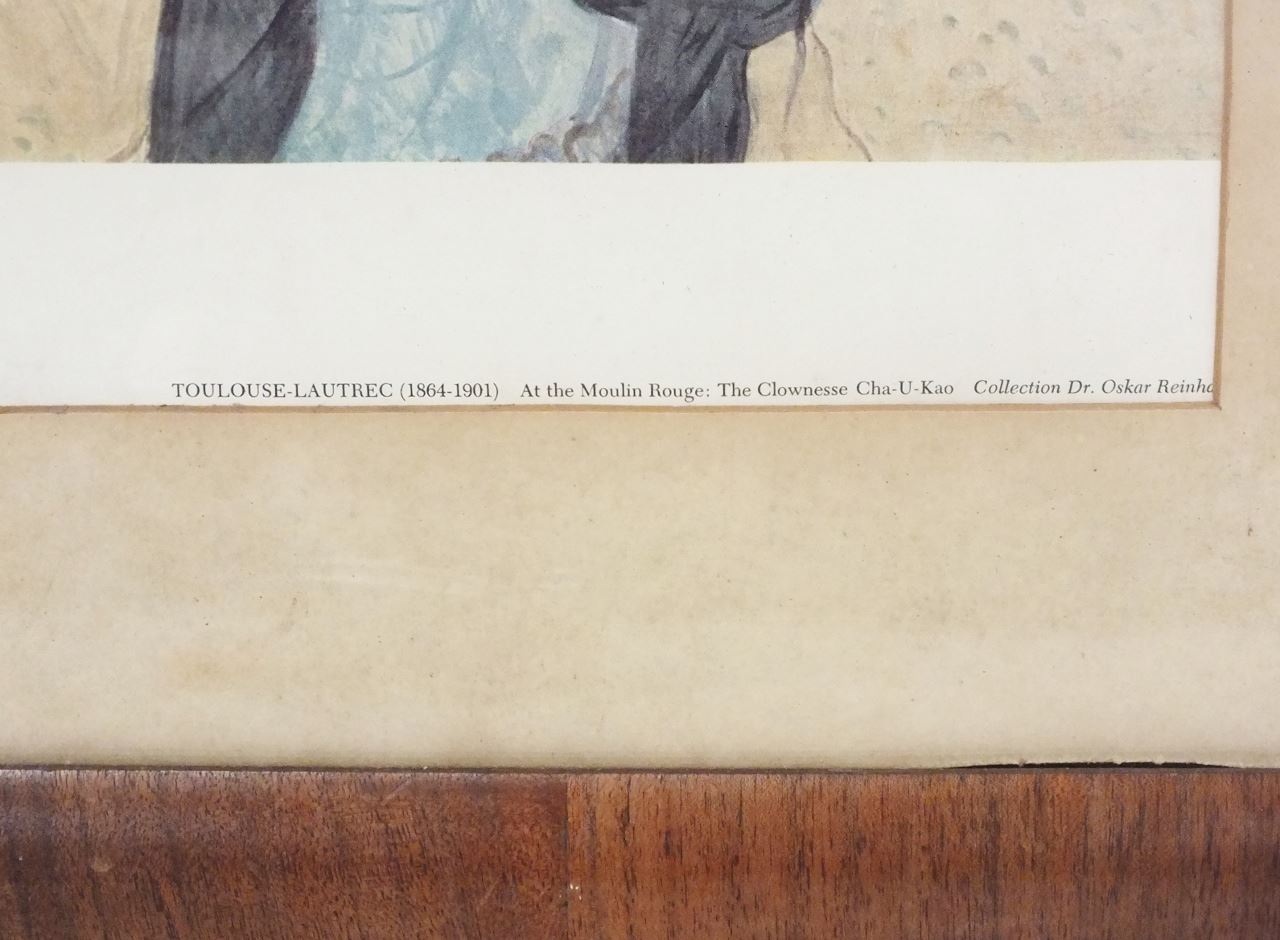 TOULOUSE-LAUTREC (1864-1901) At the Moulin Rouge: The Clownesse Cha-U-Kao Collection Dr. Oskar